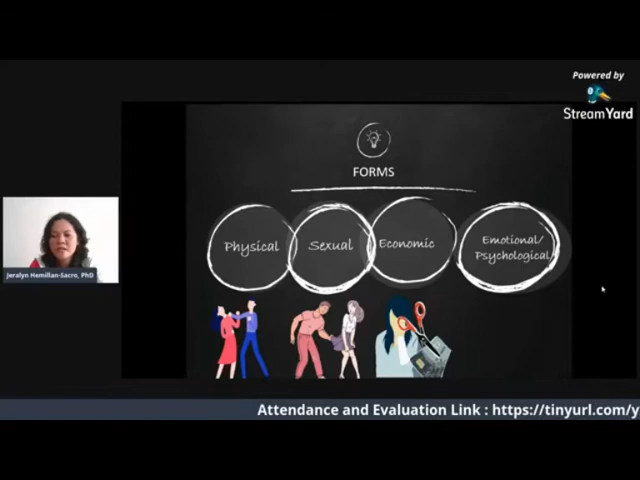 Powered by
StreamYard
FORMS
Physical
Sexual
Economic
Emotional/
Psychological
Jeralyn Hemillan-Sacro, PhD
Attendance and Evaluation Link : https://tinyurl.com/y